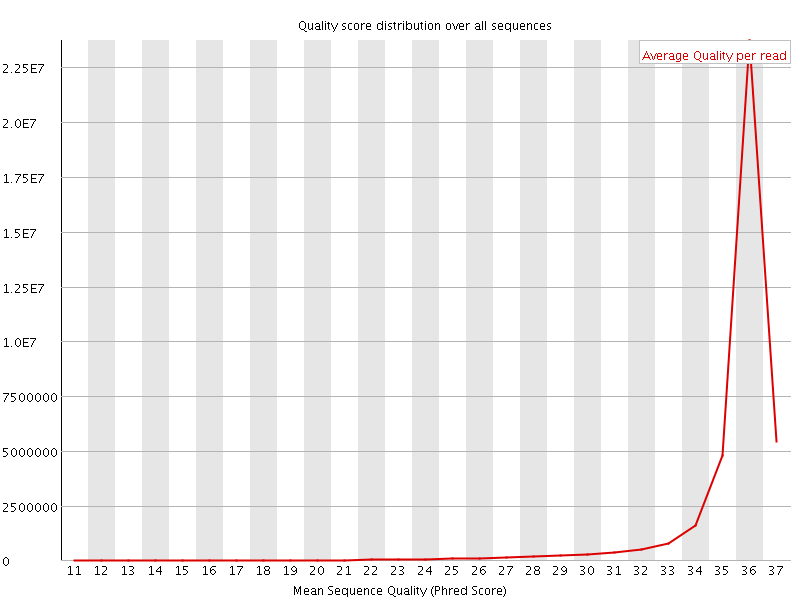 Quality score distribution over all sequences
Average Quality per read
2.25E7
2.0E7
1.75E7
1.5E7
1.25E7
1.0E7
7500000
5000000
2500000
0
11 12 13 14 15 16 17 18 19 20 21 22 23 24 25 26 27 28 29 30 31 32 33 34 35 36 37
Mean Sequence Quality (Phred Score)